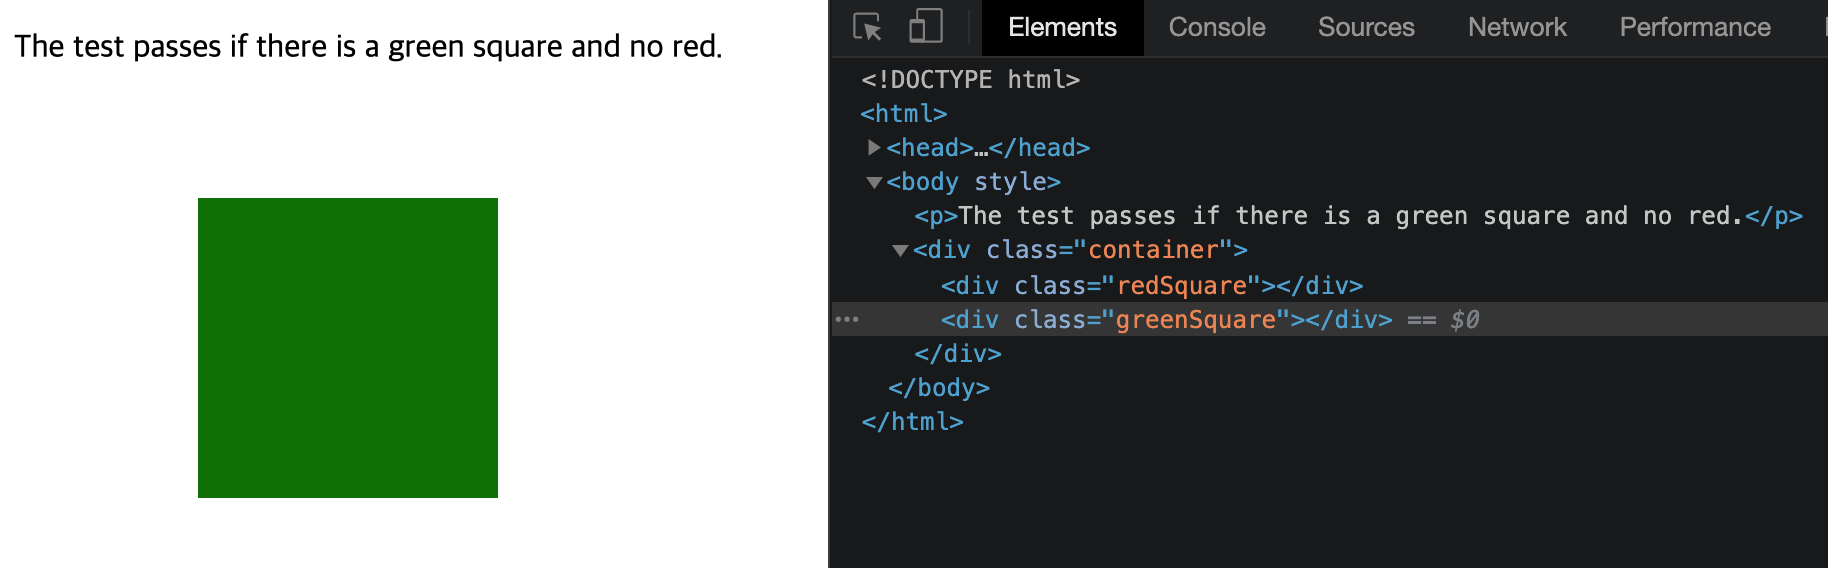 The test passes if there is a green square and no red.
Elements Console Sources Network Performance
<!DOCTYPE html>
<html>
<head>…</head>
<body style>
<p>The test passes if there is a green square and no red.</p>
<div class="container">
<div class="redSquare"></div>
<div class="greenSquare"></div> == $0
</div>
</body>
</html>